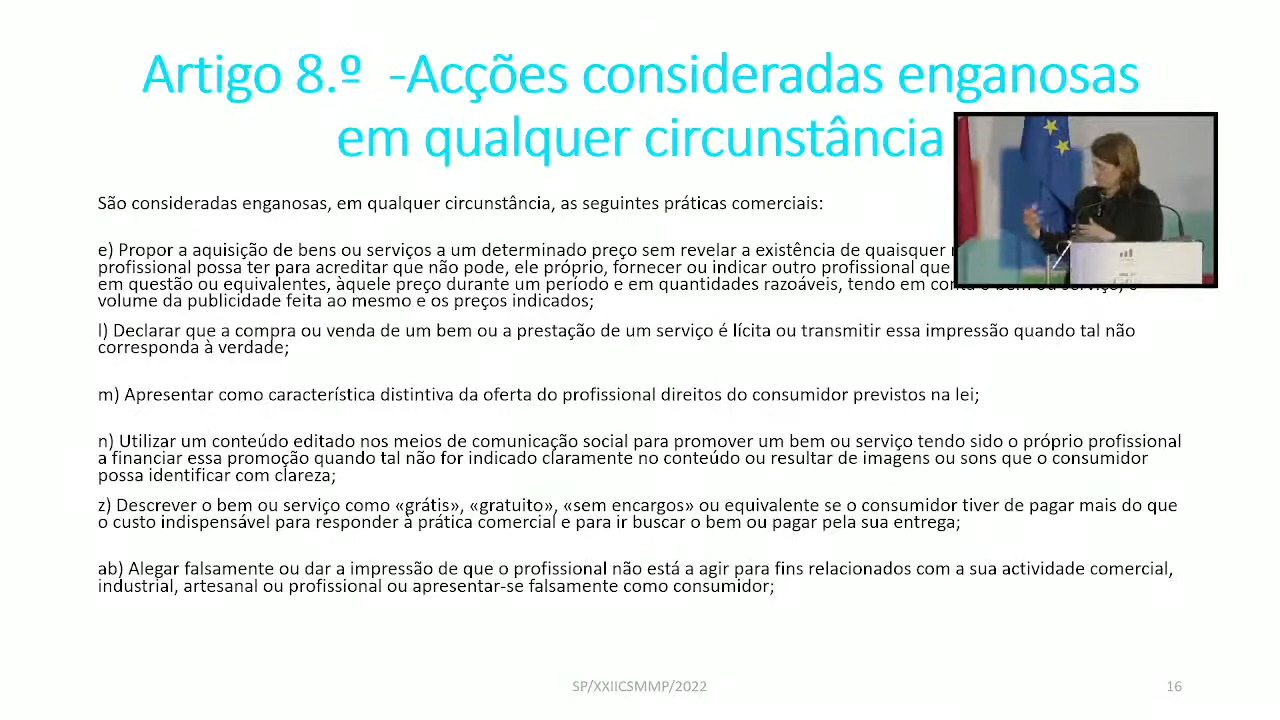 Artigo 8.º -Acções consideradas enganosas
em qualquer circunstância
São consideradas enganosas, em qualquer circunstância, as seguintes práticas comerciais:
e) Propor a aquisição de bens ou serviços a um determinado preço sem revelar a existência de quaisquer
profissional possa ter para acreditar que não pode, ele próprio, fornecer ou indicar outro profissional que
em questão ou equivalentes, àquele preço durante um período e em quantidades razoáveis, tendo em
volume da publicidade feita ao mesmo e os preços indicados;
l) Declarar que a compra ou venda de um bem ou a prestação de um serviço é lícita ou transmitir essa impressão quando tal não
corresponda à verdade;
m) Apresentar como característica distintiva da oferta do profissional direitos do consumidor previstos na lei;
n) Utilizar um conteúdo editado nos meios de comunicação social para promover um bem ou serviço tendo sido o próprio profissional
a financiar essa promoção quando tal não for indicado claramente no conteúdo ou resultar de imagens ou sons que o consumidor
possa identificar com clareza;
z) Descrever o bem ou serviço como «grátis», «gratuito», «sem encargos» ou equivalente se o consumidor tiver de pagar mais do que
o custo indispensável para responder à prática comercial e para ir buscar o bem ou pagar pela sua entrega;
ab) Alegar falsamente ou dar a impressão de que o profissional não está a agir para fins relacionados com a sua actividade comercial,
industrial, artesanal ou profissional ou apresentar-se falsamente como consumidor;
SP/XXIICSMMP/2022
16